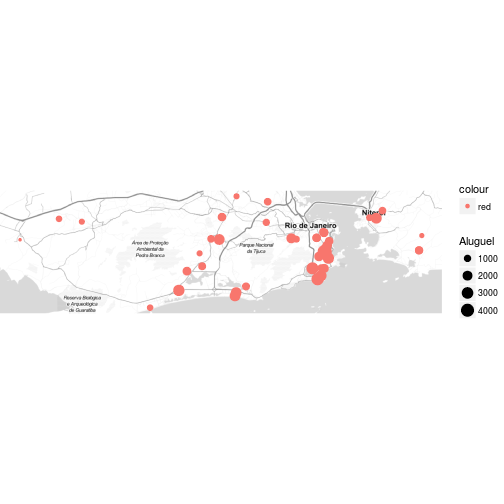 colour
red
Niterói
Rio de Janeiro
Aluguel
Área de Proteção
Ambiental da
Pedra Branca
Parque Nacional
da Tijuca
1000
2000
3000
4000
Reserva Biológica
e Arqueológica
de Guaratiba